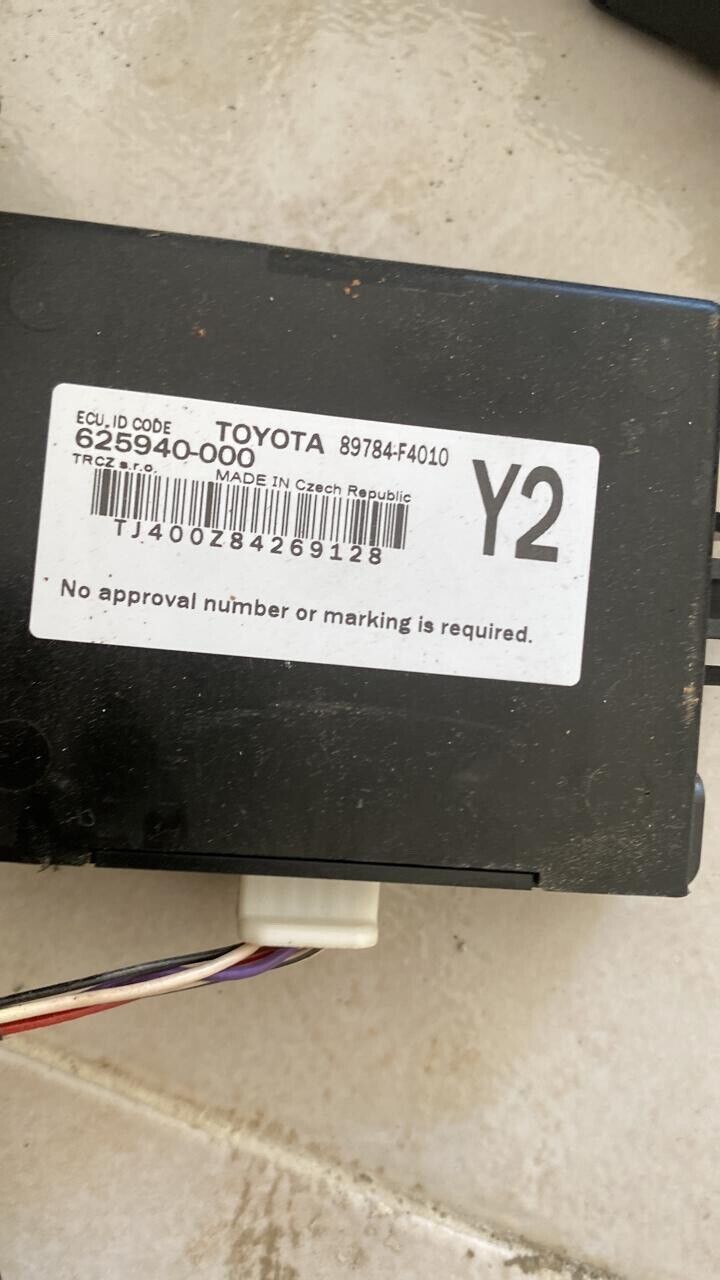 ECU, ID CODE TOYOTA 89784-F4010
625940-000
TRCZ s.r.o. MADE IN Czech Republic
Y2
TJ400Z84269128
No approval number or marking is required.